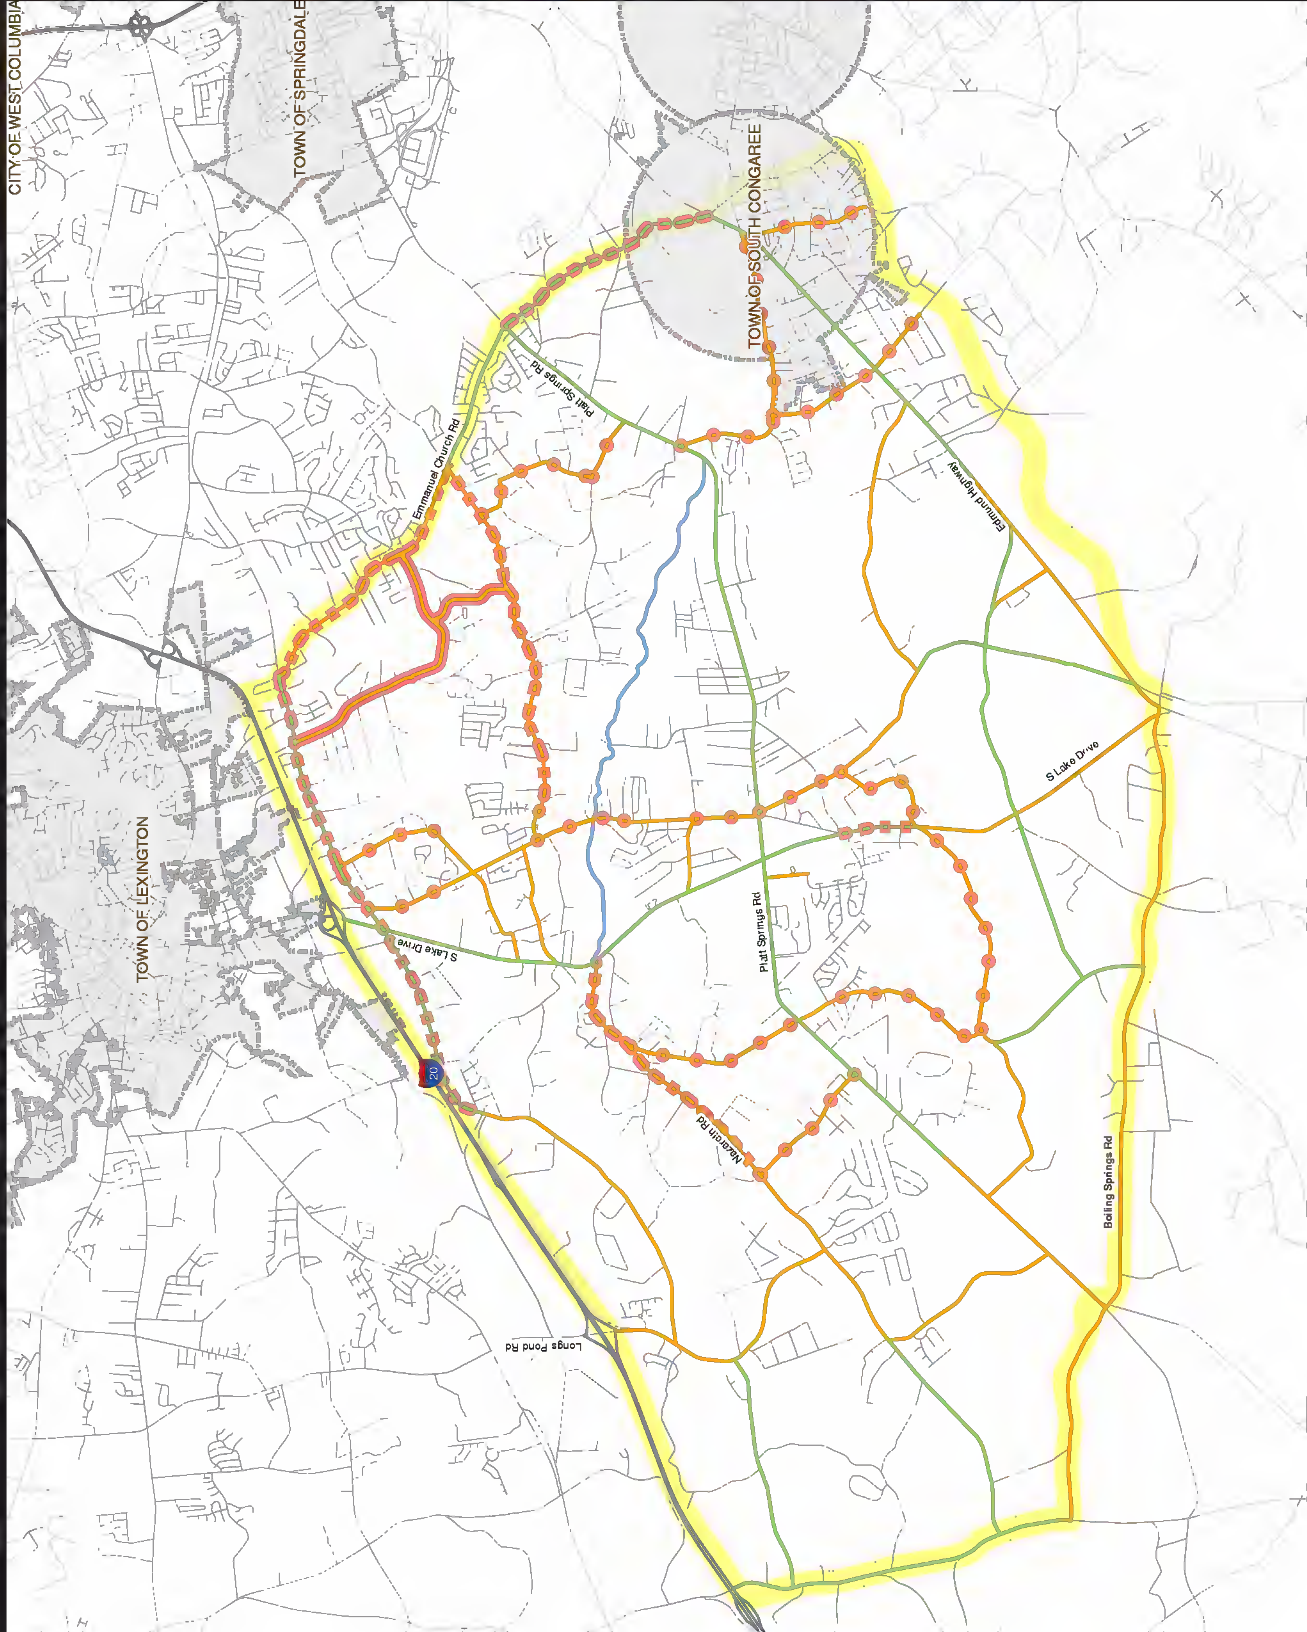 CITY OF WEST COLUMBIA
TOWN OF SPRINGDALE
TOWN OF SOUTH CONGAREE
Platt Springs Rd
Emmanuel Church Rd
Edmund Highway
S Lake Drive
TOWN OF LEXINGTON
S Lake Drive
Platt Springs Rd
20
Nazareth Rd
Boiling Springs Rd
Longs Pond Rd